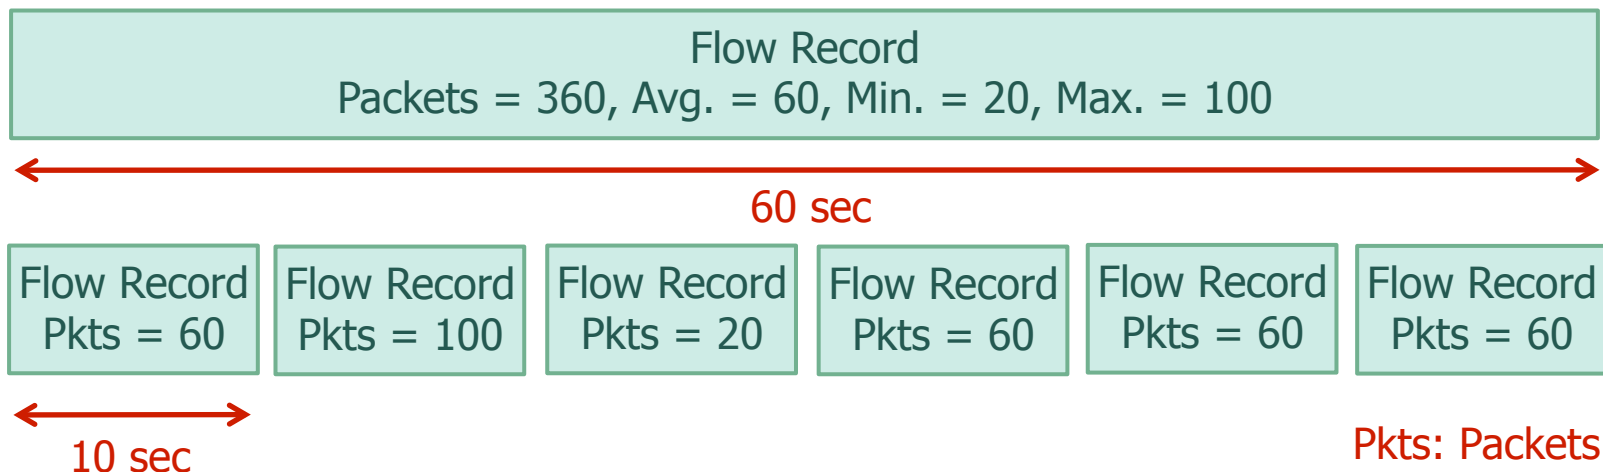 Flow Record
Packets = 360, Avg. = 60, Min. = 20, Max. = 100
60 sec
Flow Record
Pkts = 60
Flow Record
Pkts = 100
Flow Record
Pkts = 20
Flow Record
Pkts = 60
Flow Record
Pkts = 60
Flow Record
Pkts = 60
10 sec
Pkts: Packets